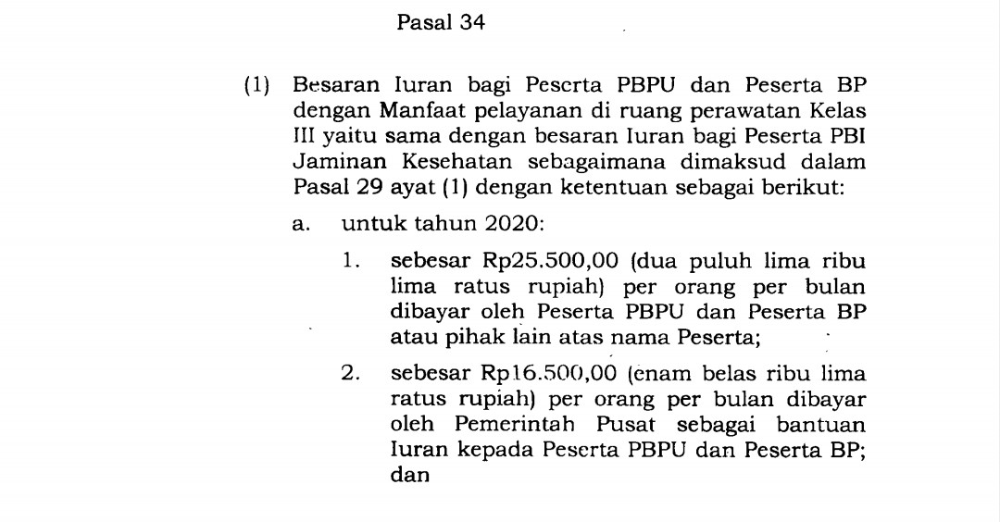 Pasal 34
(1) Besaran Iuran bagi Peserta PBPU dan Peserta BP
dengan Manfaat pelayanan di ruang perawatan Kelas
III yaitu sama dengan besaran Iuran bagi Peserta PBI
Jaminan Kesehatan sebagaimana dimaksud dalam
Pasal 29 ayat (1) dengan ketentuan sebagai berikut:
a. untuk tahun 2020:
1. sebesar Rp25.500,00 (dua puluh lima ribu
lima ratus rupiah) per orang per bulan
dibayar oleh Peserta PBPU dan Peserta BP
atau pihak lain atas nama Peserta;
2. sebesar Rp16.500,00 (enam belas ribu lima
ratus rupiah) per orang per bulan dibayar
oleh Pemerintah Pusat sebagai bantuan
Iuran kepada Peserta PBPU dan Peserta BP;
dan